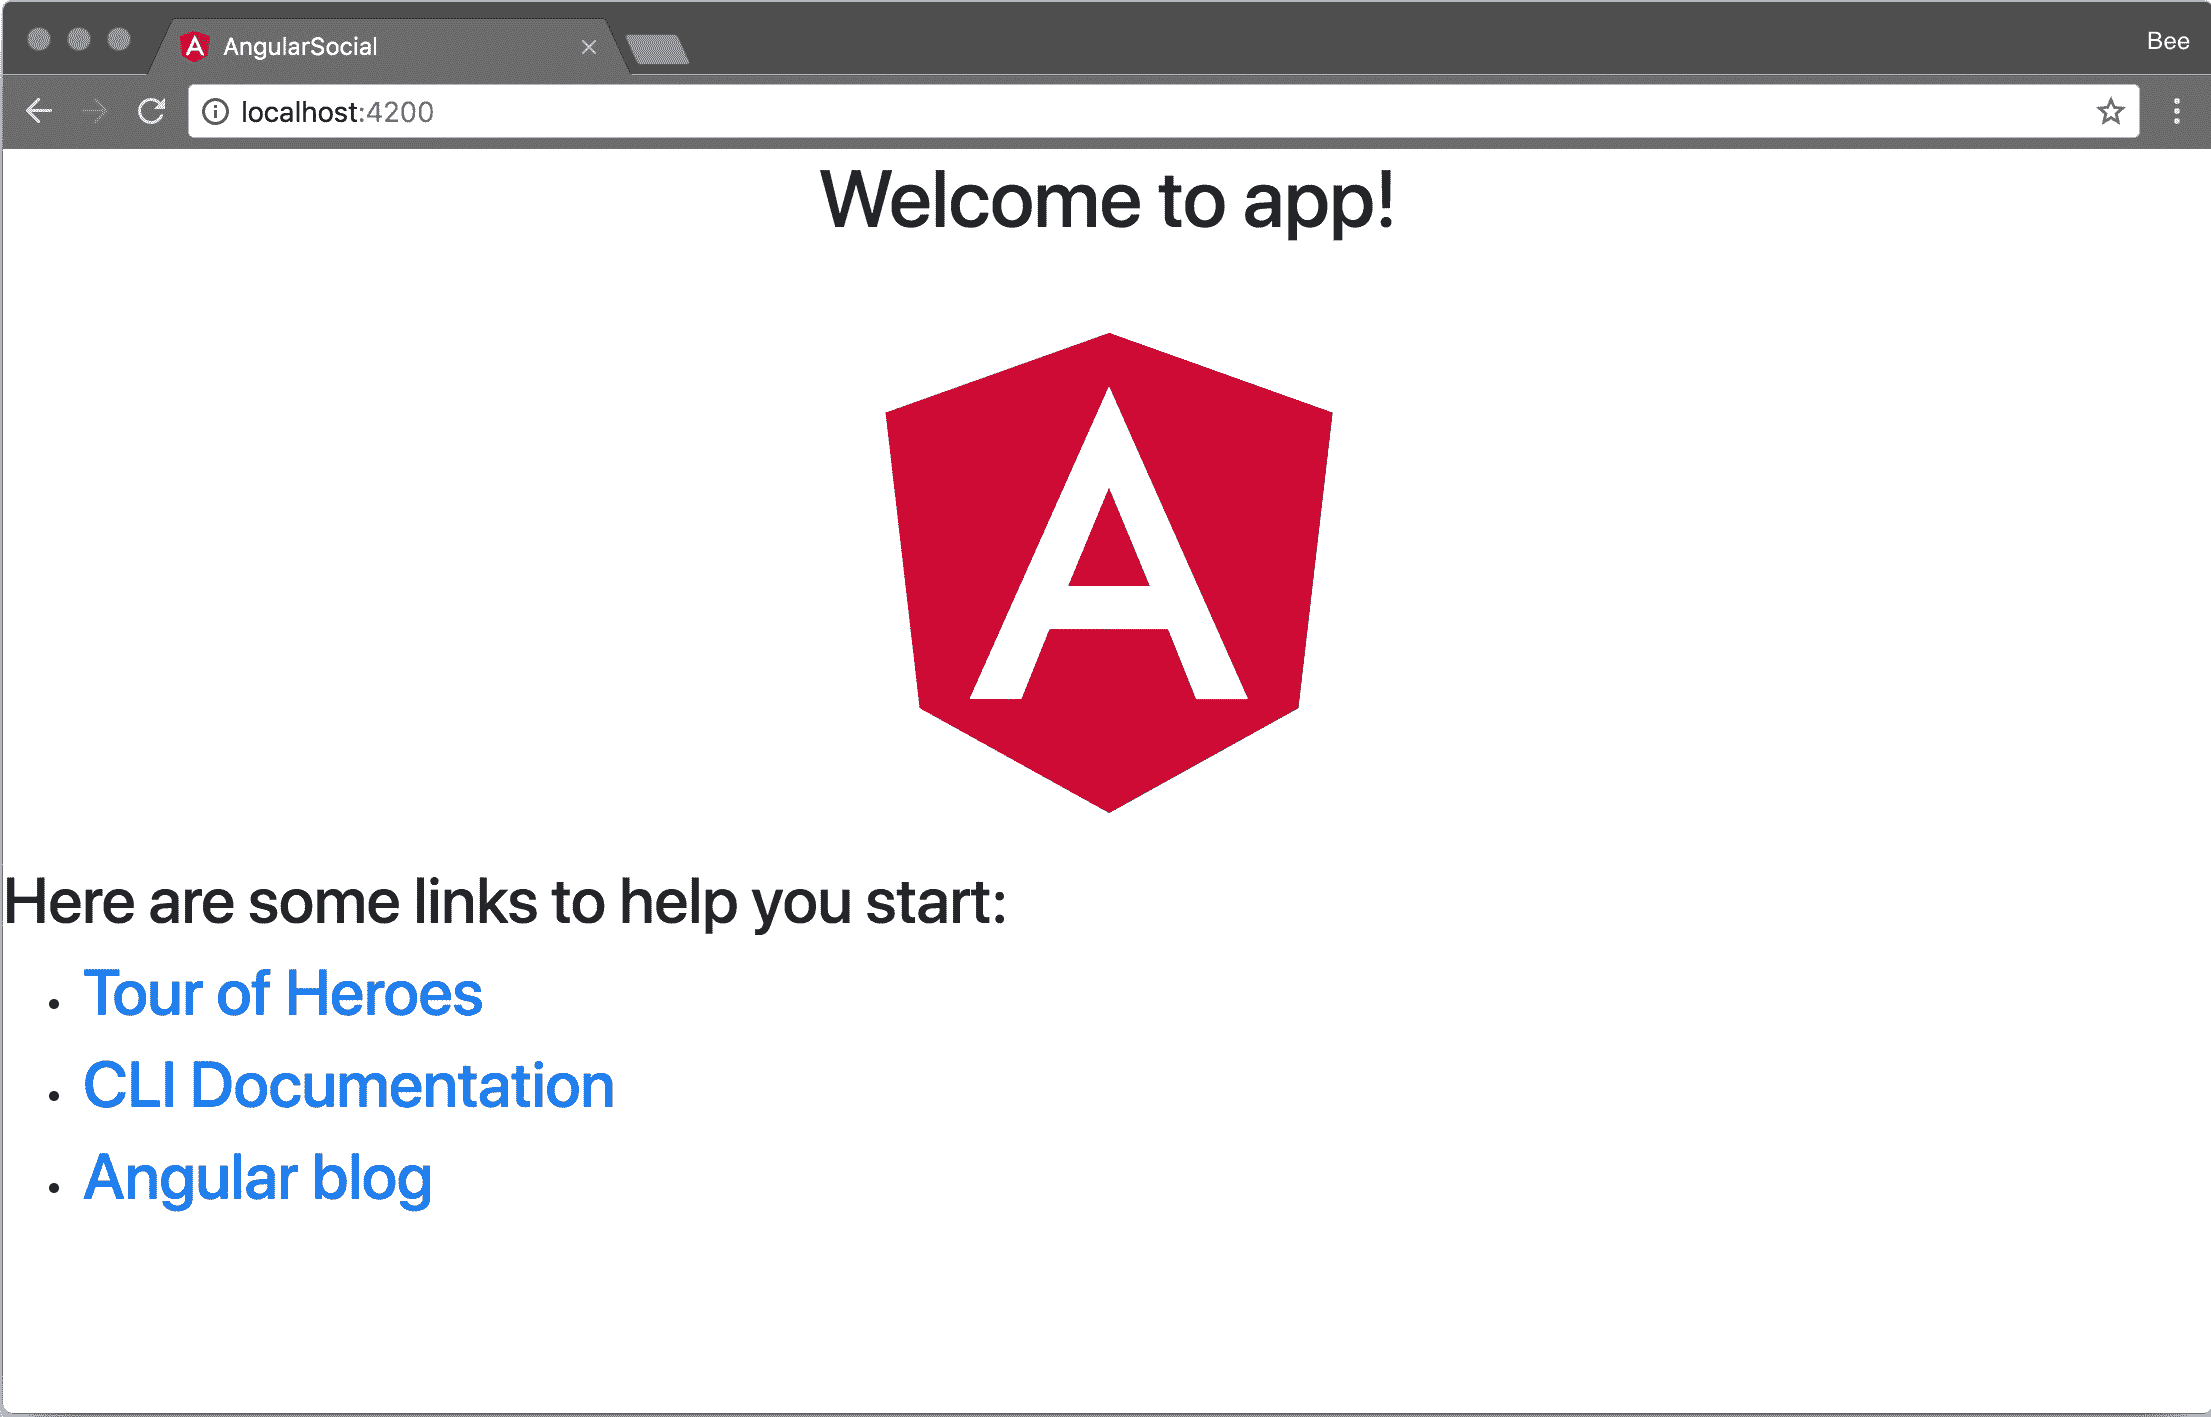 AngularSocial
Bee
localhost:4200
Welcome to app!
A
Here are some links to help you start:
Tour of Heroes
CLI Documentation
Angular blog